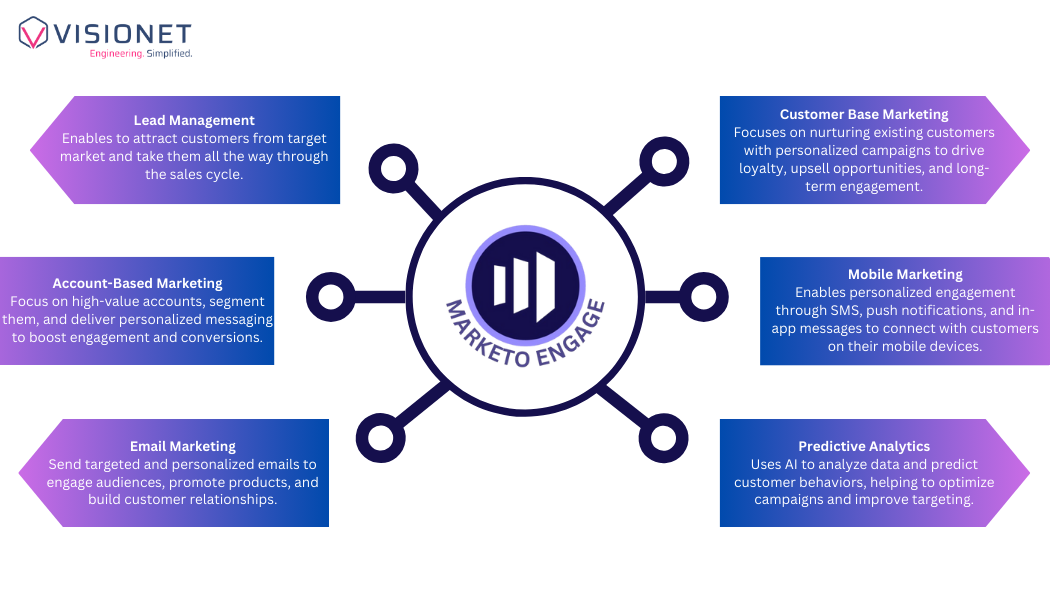 VISIONET
Engineering. Simplified.
Lead Management
Enables to attract customers from target
market and take them all the way through
the sales cycle.
Customer Base Marketing
Focuses on nurturing existing customers
with personalized campaigns to drive
loyalty, upsell opportunities, and long-
term engagement.
Account-Based Marketing
Focus on high-value accounts, segment
them, and deliver personalized messaging
to boost engagement and conversions.
MARKETO ENGAGE
Mobile Marketing
Enables personalized engagement
through SMS, push notifications, and in-
app messages to connect with customers
on their mobile devices.
Email Marketing
Send targeted and personalized emails to
engage audiences, promote products, and
build customer relationships.
Predictive Analytics
Uses AI to analyze data and predict
customer behaviors, helping to optimize
campaigns and improve targeting.